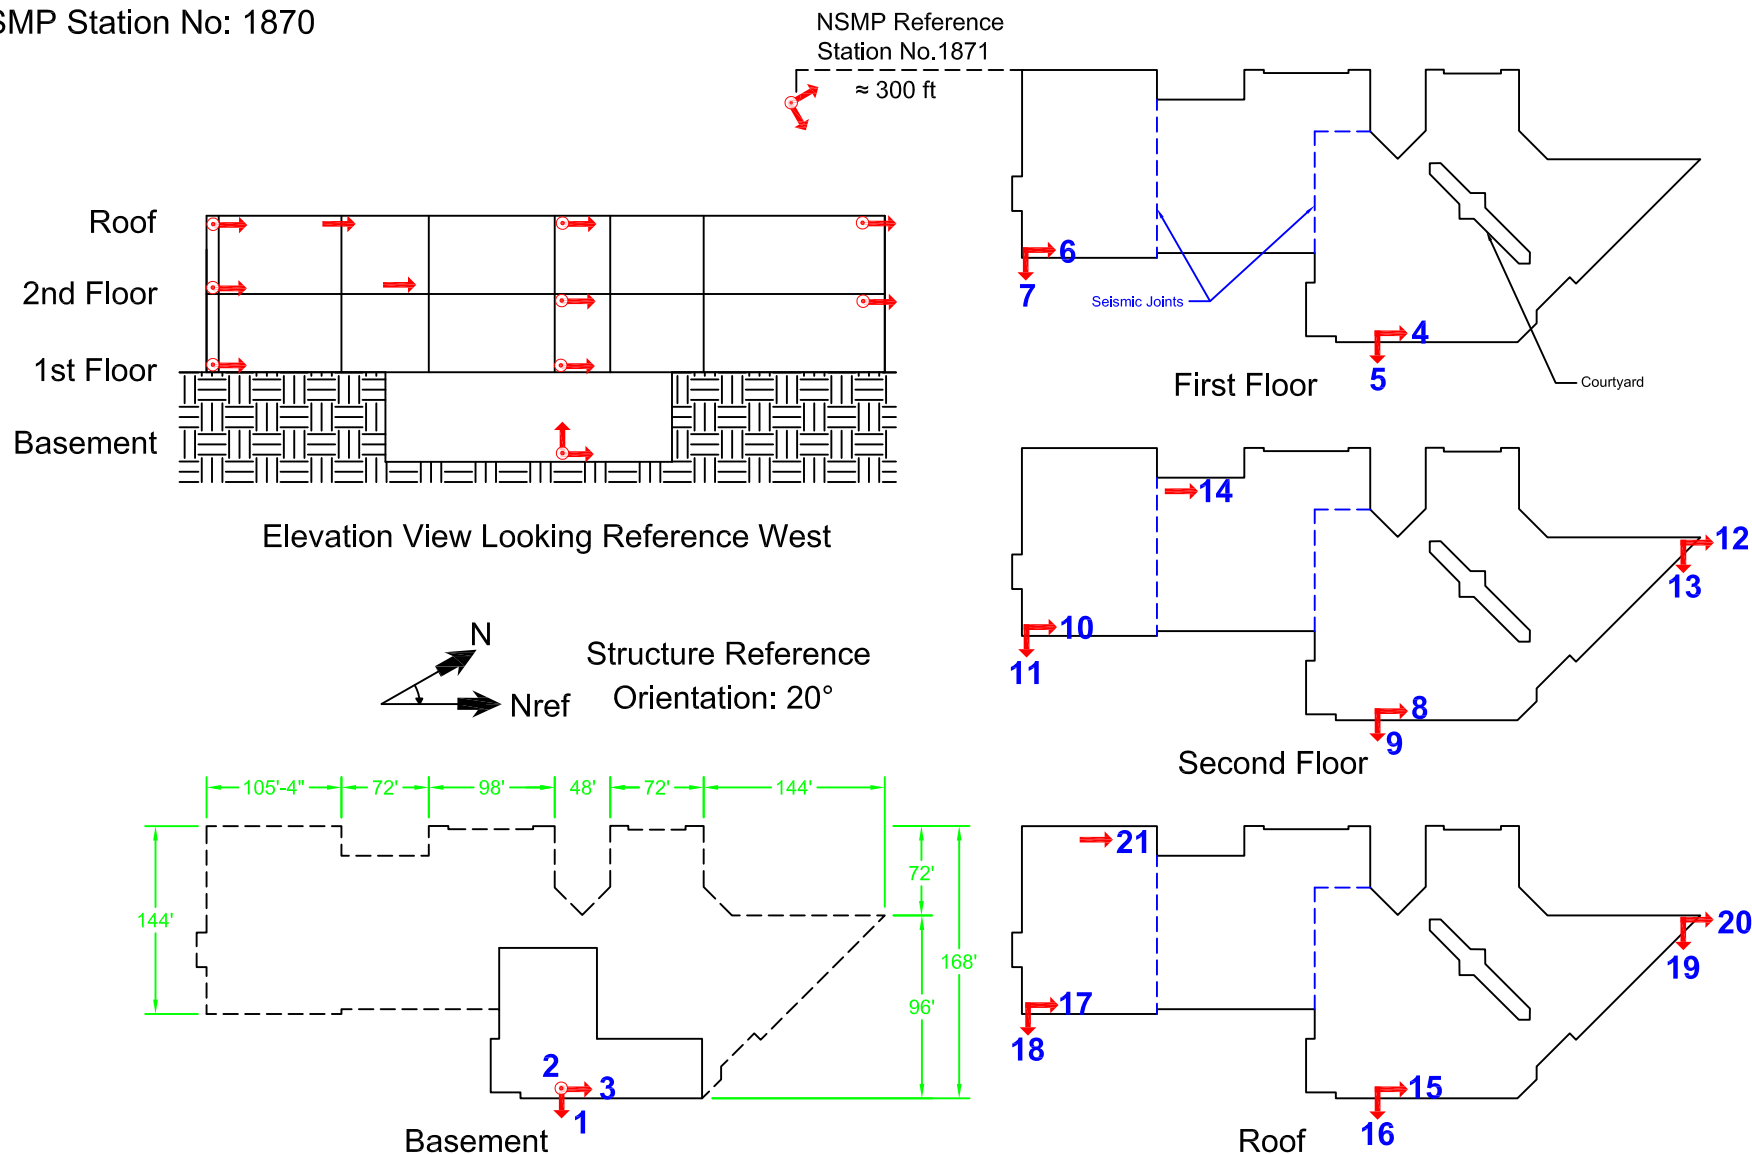 SMP Station No: 1870
NSMP Reference
Station No.1871
≈ 300 ft
Roof
2nd Floor
1st Floor
Basement
Elevation View Looking Reference West
6
7
Seismic Joints
4
5
First Floor
Courtyard
N
Nref
Structure Reference
Orientation: 20°
14
12
13
10
11
8
9
Second Floor
105'-4"
72'
98'
48'
72'
144'
144'
72'
168'
96'
2
3
1
Basement
21
20
19
17
18
15
16
Roof